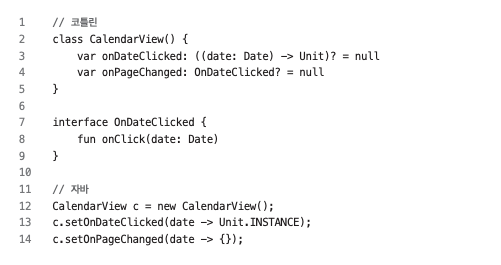 1 // 코틀린
2 class CalendarView() {
3     var onDateClicked: ((date: Date) -> Unit)? = null
4     var onPageChanged: OnDateClicked? = null
5 }
6
7 interface OnDateClicked {
8     fun onClick(date: Date)
9 }
10
11 // 자바
12 CalendarView c = new CalendarView();
13 c.setOnDateClicked(date -> Unit.INSTANCE);
14 c.setOnPageChanged(date -> {});